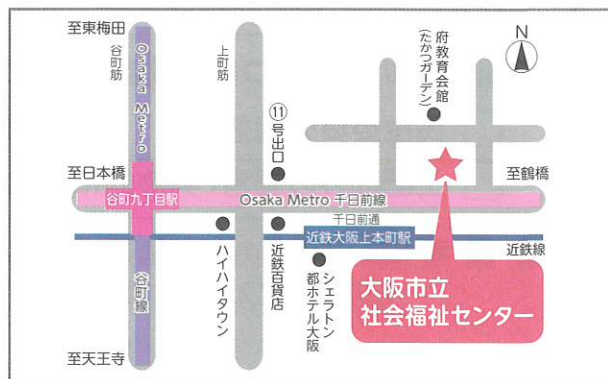 至東梅田
谷町筋
Osaka Metro
上町筋
⑪号出口
府教育会館
(たかつガーデン)
N
至日本橋
至鶴橋
谷町九丁目駅
Osaka Metro 千日前線
千日前通
近鉄大阪上本町駅
近鉄線
谷町線
ハイハイタウン
近鉄百貨店
シェラトン
都ホテル大阪
大阪市立
社会福祉センター
至天王寺